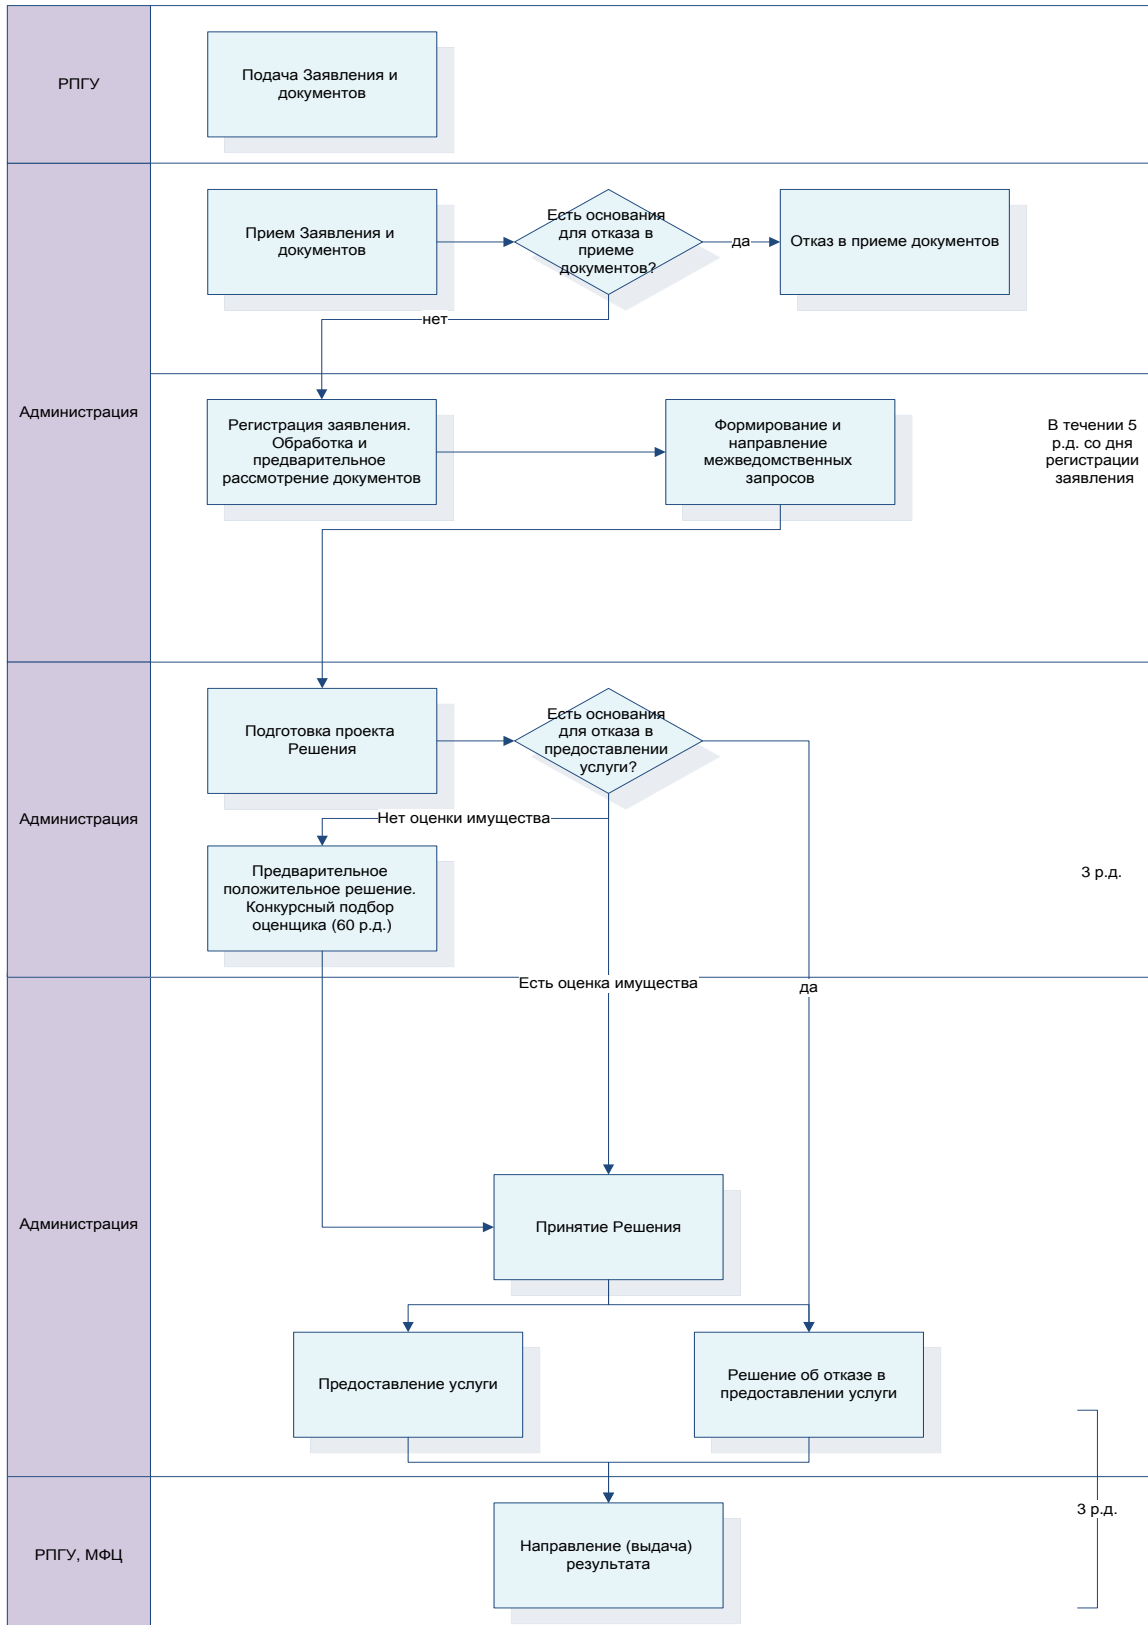 РПГУ
Подача Заявления и
документов
Администрация
Прием Заявления и
документов
Есть основания
для отказа в
приеме
документов?
да
Отказ в приеме документов
нет
Регистрация заявления.
Обработка и
предварительное
рассмотрение документов
Формирование и
направление
межведомственных
запросов
В течении 5
р.д. со дня
регистрации
заявления
Администрация
Подготовка проекта
Решения
Есть основания
для отказа в
предоставлении
услуги?
Нет оценки имущества
Предварительное
положительное решение.
Конкурсный подбор
оценщика (60 р.д.)
3 р.д.
Есть оценка имущества
да
Администрация
Принятие Решения
Предоставление услуги
Решение об отказе в
предоставлении услуги
3 р.д.
РПГУ, МФЦ
Направление (выдача)
результата